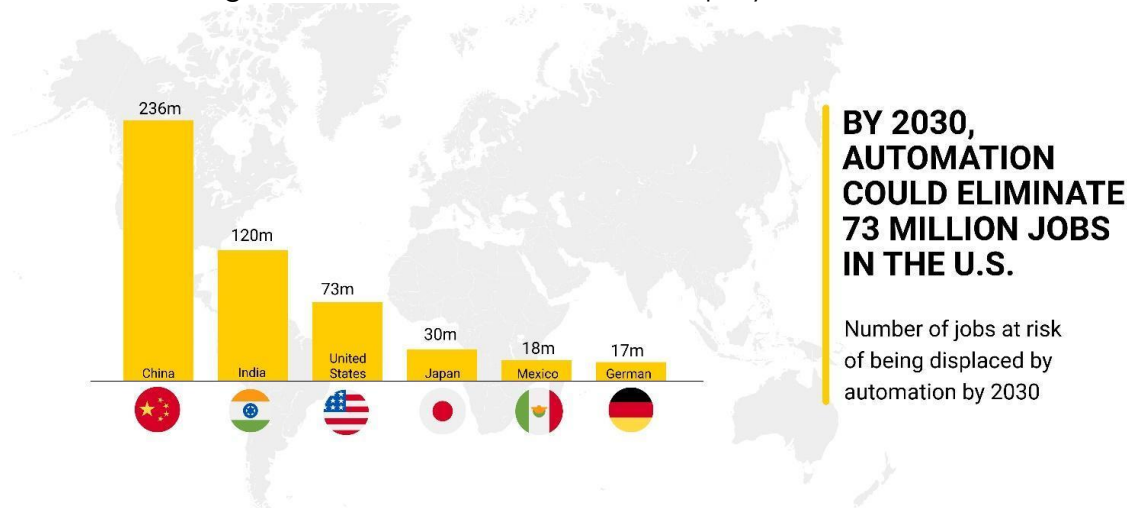 236m
120m
73m
30m
18m
17m
China
India
United
States
Japan
Mexico
German
BY 2030,
AUTOMATION
COULD ELIMINATE
73 MILLION JOBS
IN THE U.S.
Number of jobs at risk
of being displaced by
automation by 2030